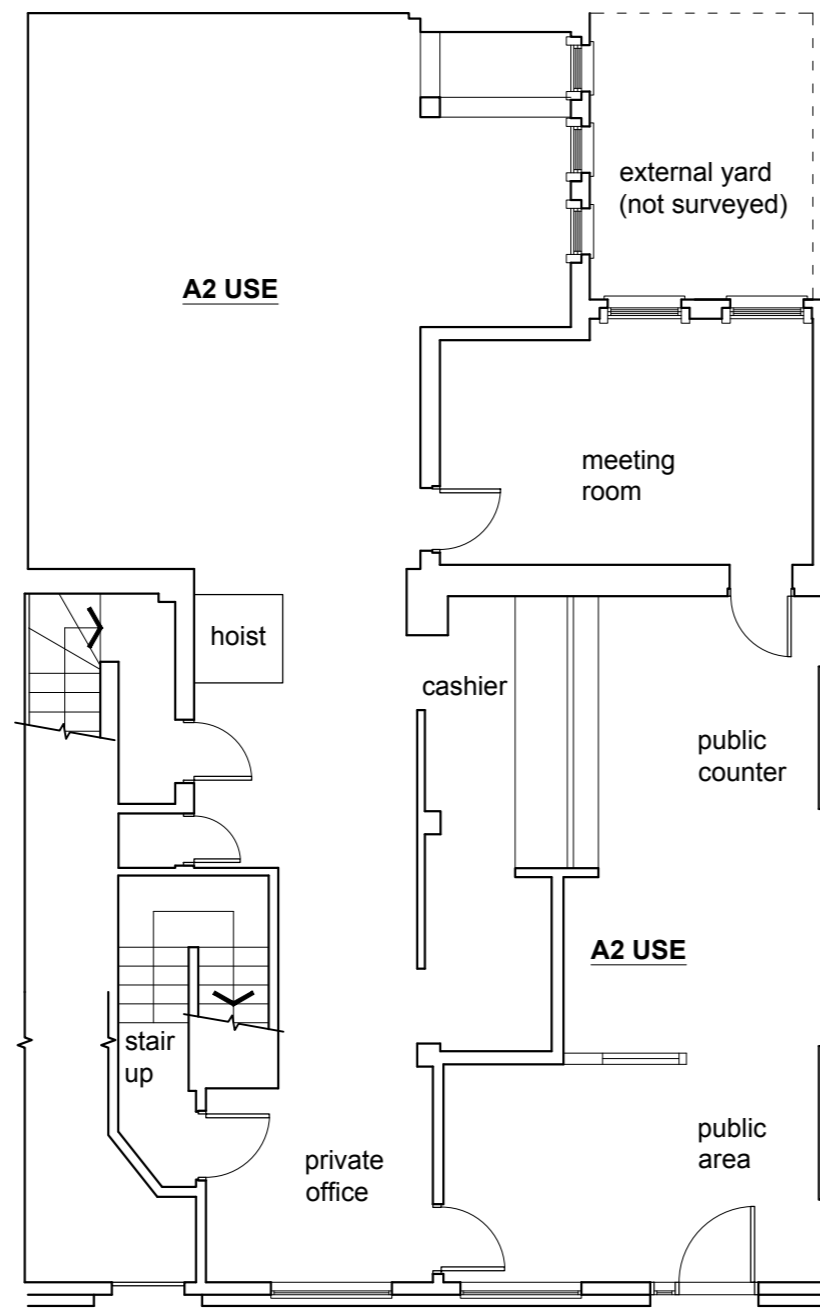 external yard
(not surveyed)
A2 USE
meeting
room
hoist
cashier
public
counter
A2 USE
stair
up
public
area
private
office